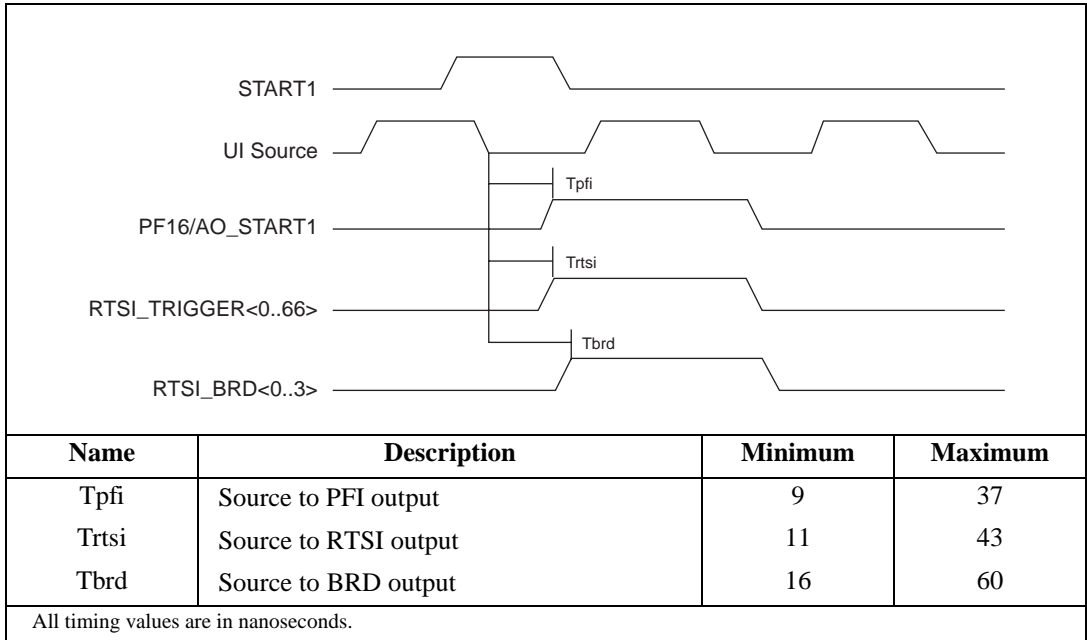 START1
UI Source
Tpfi
PF16/AO_START1
Trtsi
RTSI_TRIGGER<0..66>
Tbrd
RTSI_BRD<0..3>
Name Description Minimum Maximum
Tpfi Source to PFI output 9 37
Trtsi Source to RTSI output 11 43
Tbrd Source to BRD output 16 60
All timing values are in nanoseconds.